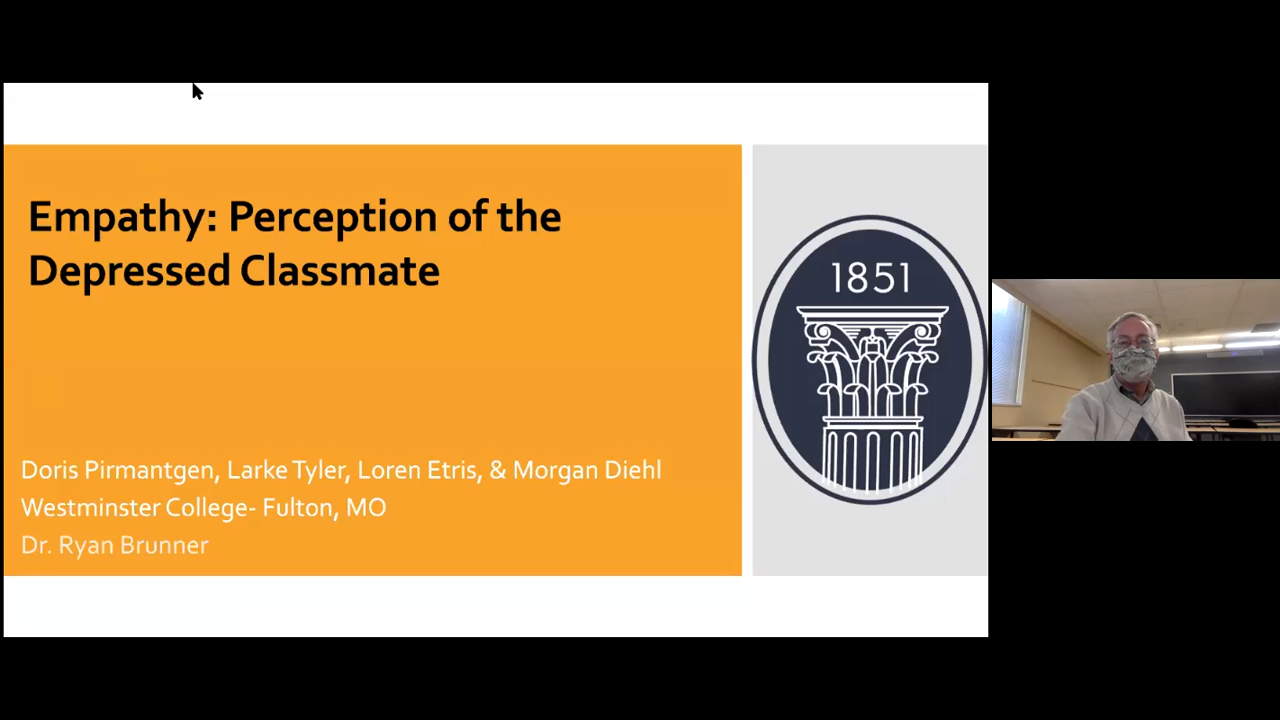 Empathy: Perception of the
Depressed Classmate
Doris Pirmantgen, Larke Tyler, Loren Etris, & Morgan Diehl
Westminster College- Fulton, MO
Dr. Ryan Brunner
1851